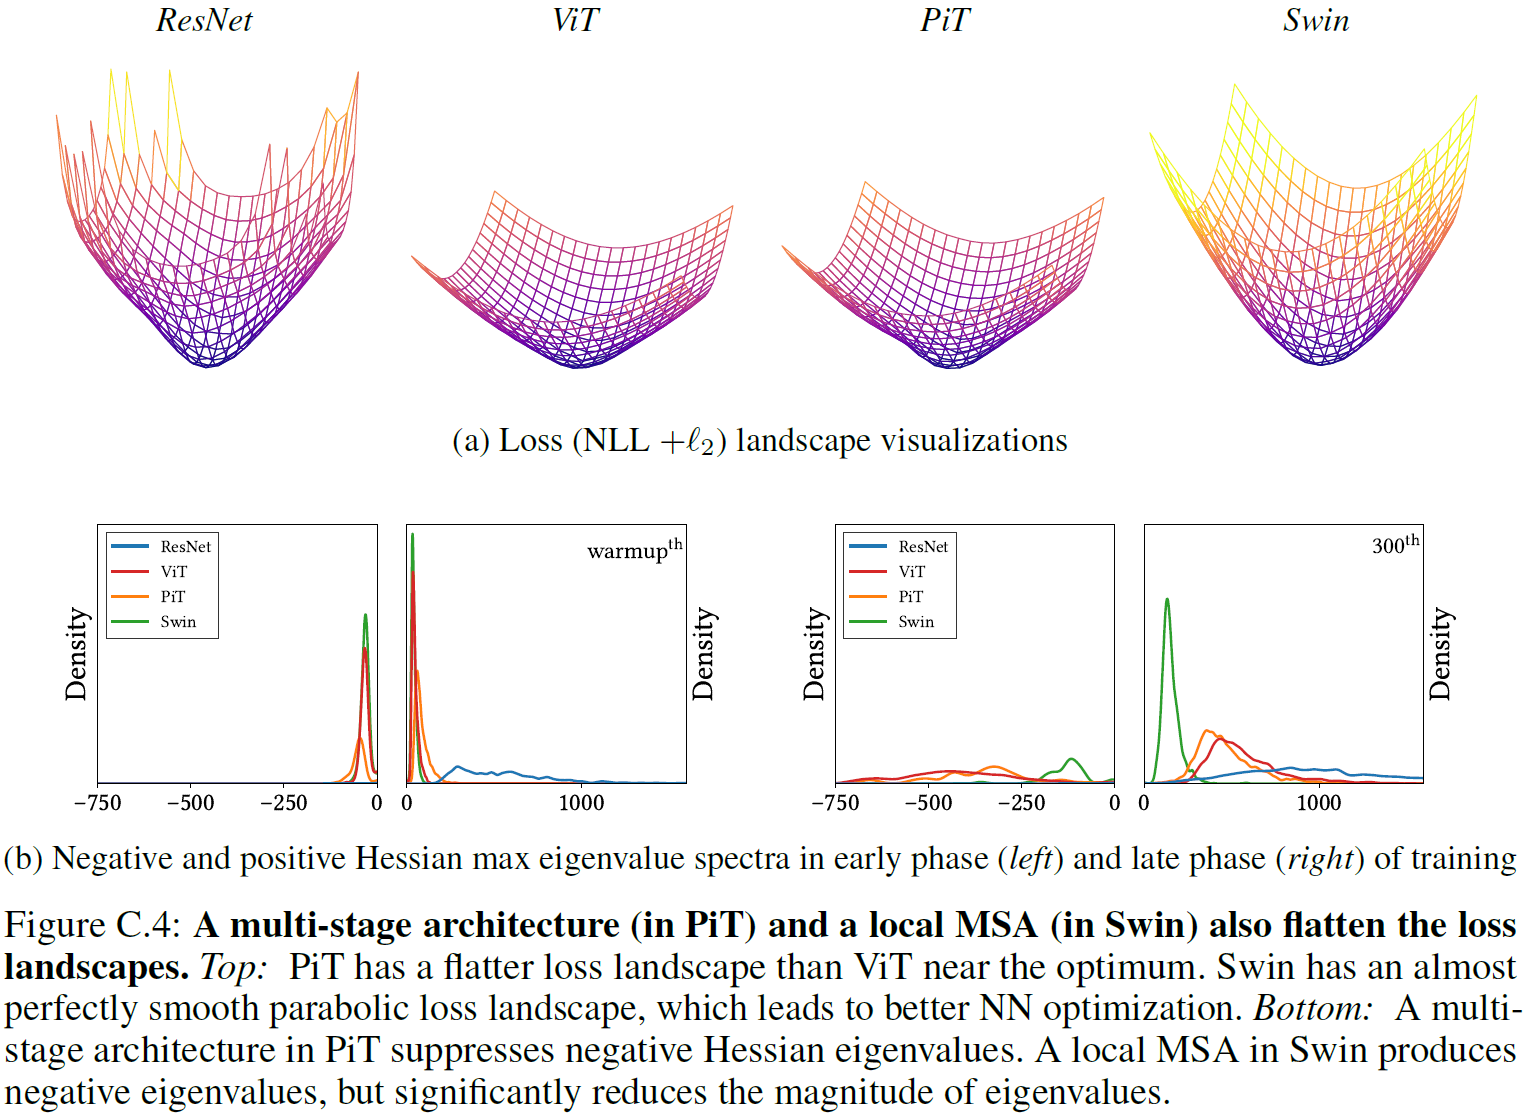 ResNet ViT PiT Swin
(a) Loss (NLL +ℓ₂) landscape visualizations
ResNet
ViT
PiT
Swin
warmupᵗʰ
Density
Density
−750 −500 −250 0 0 1000
ResNet
ViT
PiT
Swin
300ᵗʰ
Density
Density
−750 −500 −250 0 0 1000
(b) Negative and positive Hessian max eigenvalue spectra in early phase (left) and late phase (right) of training
Figure C.4: A multi-stage architecture (in PiT) and a local MSA (in Swin) also flatten the loss
landscapes. Top: PiT has a flatter loss landscape than ViT near the optimum. Swin has an almost
perfectly smooth parabolic loss landscape, which leads to better NN optimization. Bottom: A multi-
stage architecture in PiT suppresses negative Hessian eigenvalues. A local MSA in Swin produces
negative eigenvalues, but significantly reduces the magnitude of eigenvalues.